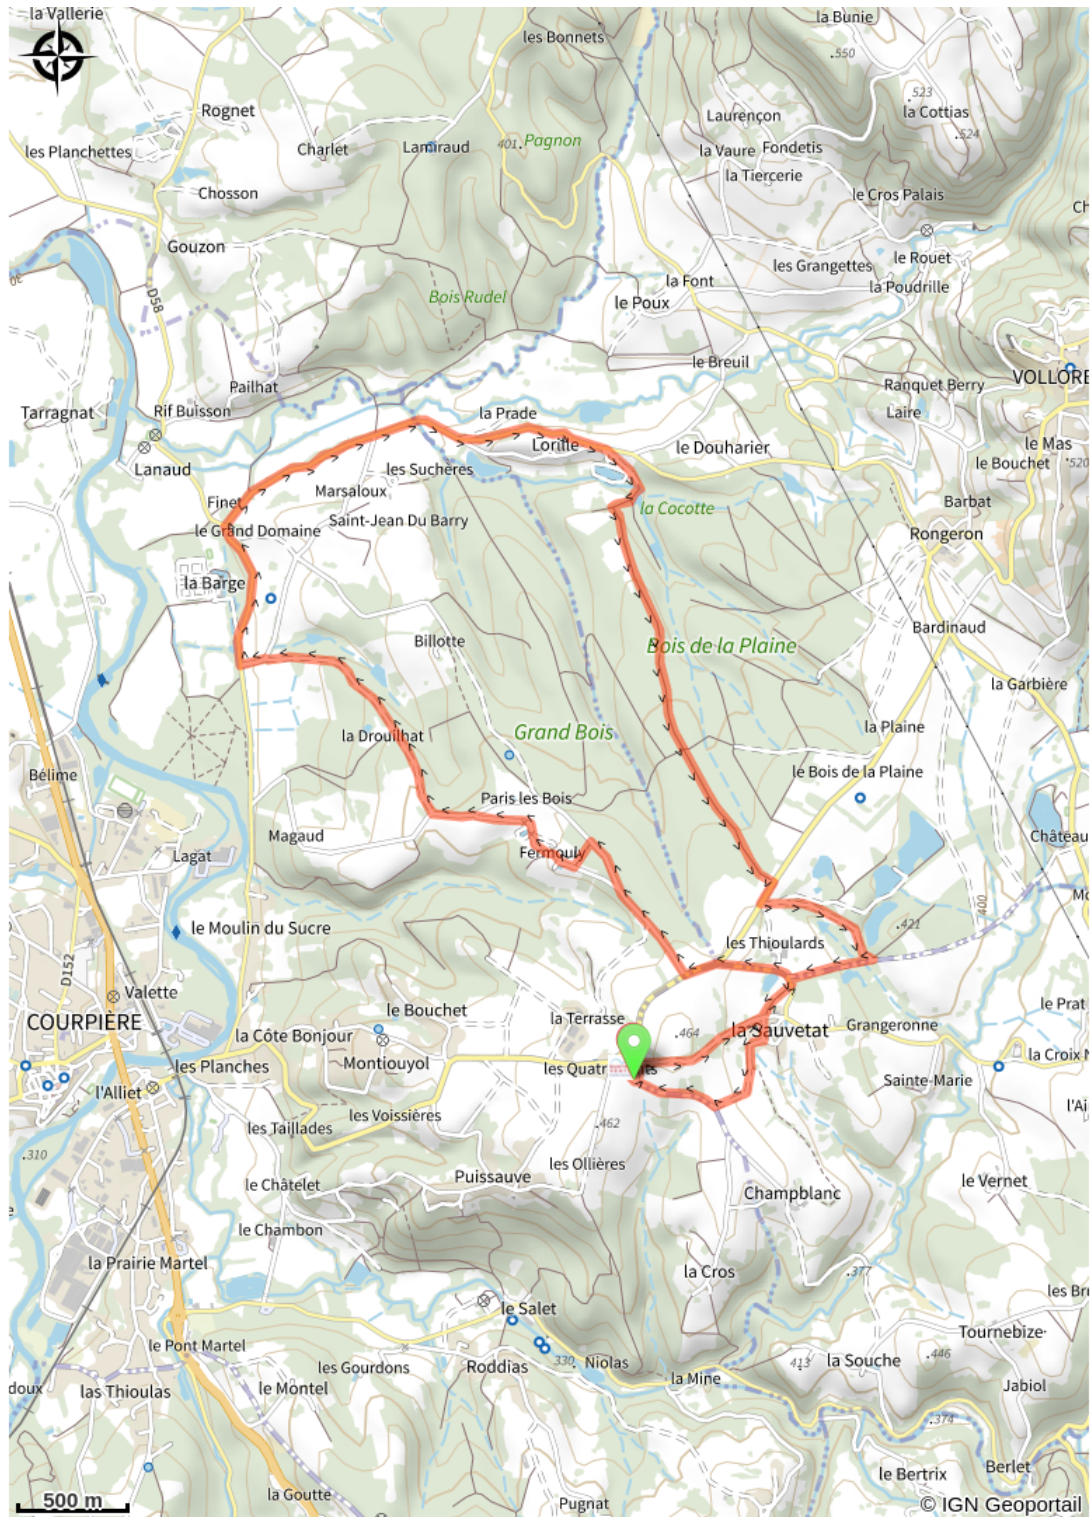 la Vallerie
la Bunie
les Bonnets
550
Rognet
523
la Cottias
Laurençon
524
les Planchettes
Charlet
Lamiraud
401
Pagnon
la Vaure
Fondetis
la Tiercerie
Chosson
le Cros Palais
Ch
Gouzon
le Rouet
les Grangettes
la Font
la Poudrille
D58
Bois Rudel
le Poux
le Breuil
VOLLORE
Pailhat
Ranquet Berry
Tarragnat
Rif Buisson
la Prade
Laire
Lorille
le Douharier
le Mas
Lanaud
les Suchères
le Bouchet
520
Marsaloux
Finet
la Cocotte
Barbat
Saint-Jean Du Barry
le Grand Domaine
Rongeron
la Barge
Billotte
Bardinaud
Bois de la Plaine
la Garbière
la Drouilhat
Grand Bois
la Plaine
Bélime
le Bois de la Plaine
Paris les Bois
Magaud
Château
Lagat
Fermouly
400
le Moulin du Sucre
421
les Thioulards
D152
Valette
le Prat
le Bouchet
la Terrasse
COURPIÈRE
la Côte Bonjour
464
la Sauvetat
Grangeronne
Montiouyol
la Croix
les Planches
les Quatr
ts
Sainte-Marie
l'Alliet
les Voissières
l'Ai
les Taillades
462
310
les Ollières
le Châtelet
Puissauve
le Vernet
Champblanc
le Chambon
la Prairie Martel
la Cros
377
les Br
le Salet
Tournebize
le Pont Martel
les Gourdons
Roddias
330
Niolas
413
la Souche
446
doux
las Thioulas
le Montel
la Mine
Jabiol
374
le Bertrix
Berlet
la Goutte
500 m
Pugnat
© IGN Geoportail